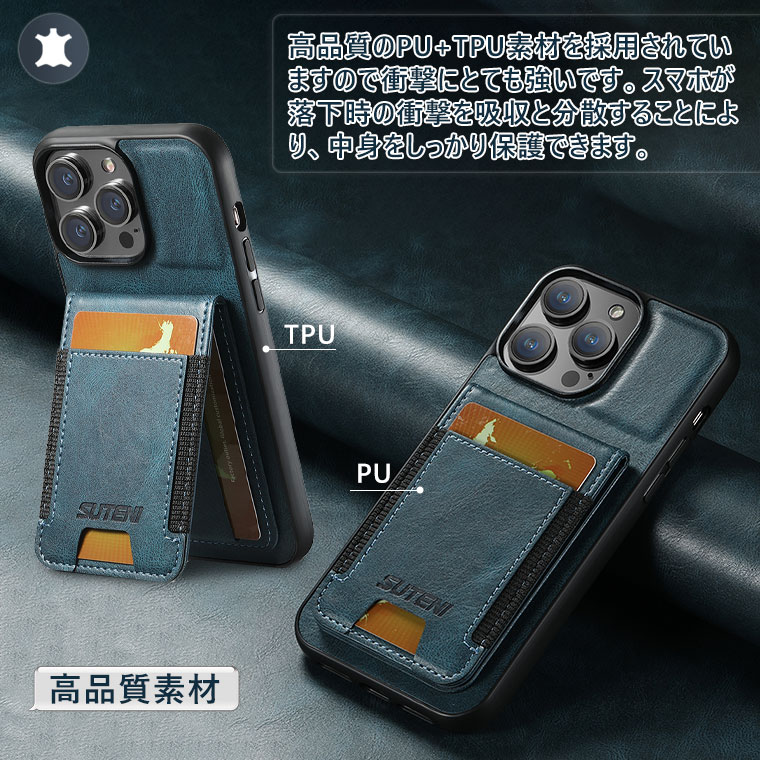 高品質のPU+TPU素材を採用されてい
ますので衝撃にとても強いです。スマホが
落下時の衝撃を吸収と分散することによ
り、中身をしっかり保護できます。
TPU
PU
SUTENI
SUTENI
高品質素材